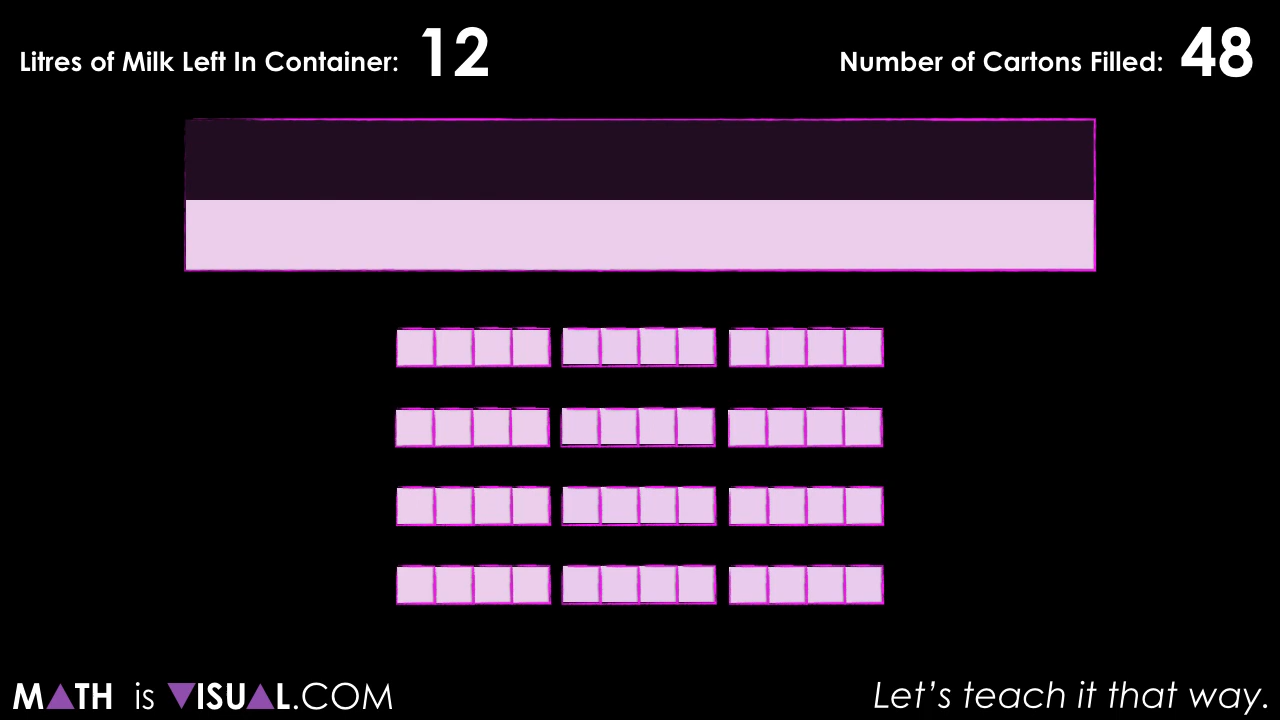 Litres of Milk Left In Container: 12
Number of Cartons Filled: 48
MATH is VISUAL.COM
Let's teach it that way.